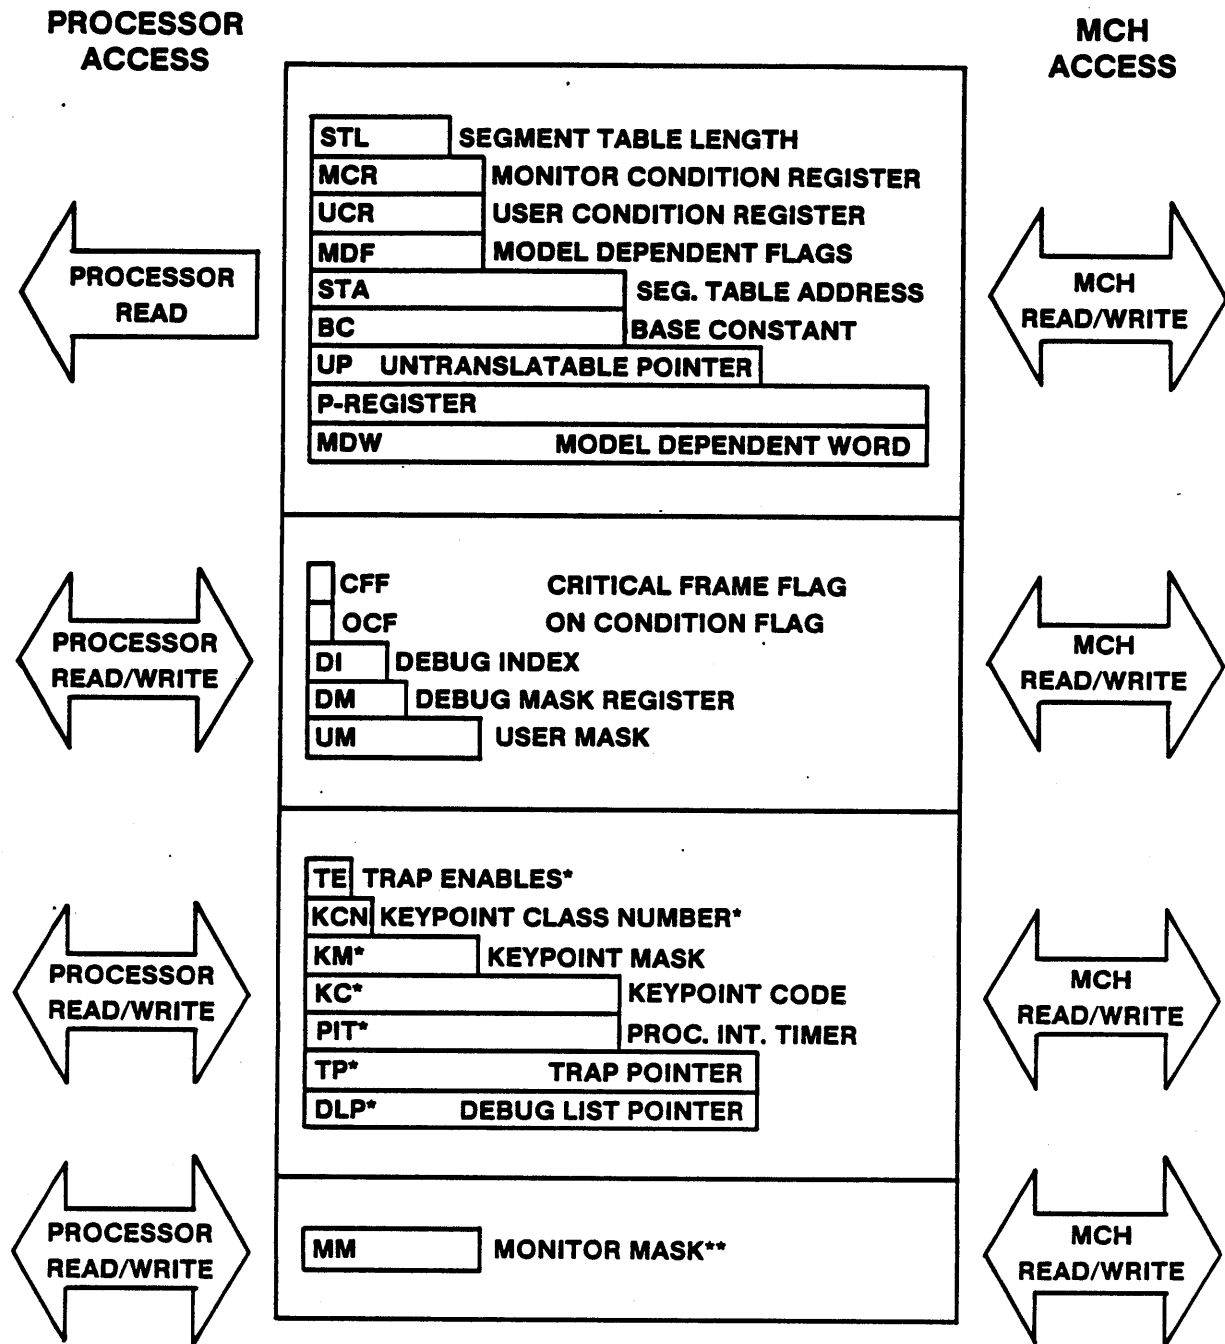 PROCESSOR
ACCESS
MCH
ACCESS
STL SEGMENT TABLE LENGTH
MCR MONITOR CONDITION REGISTER
UCR USER CONDITION REGISTER
MDF MODEL DEPENDENT FLAGS
STA SEG. TABLE ADDRESS
BC BASE CONSTANT
UP UNTRANSLATABLE POINTER
P-REGISTER
MDW MODEL DEPENDENT WORD
PROCESSOR
READ
MCH
READ/WRITE
CFF CRITICAL FRAME FLAG
OCF ON CONDITION FLAG
DI DEBUG INDEX
DM DEBUG MASK REGISTER
UM USER MASK
PROCESSOR
READ/WRITE
MCH
READ/WRITE
TE TRAP ENABLES*
KCN KEYPOINT CLASS NUMBER*
KM* KEYPOINT MASK
KC* KEYPOINT CODE
PIT* PROC. INT. TIMER
TP* TRAP POINTER
DLP* DEBUG LIST POINTER
PROCESSOR
READ/WRITE
MCH
READ/WRITE
MM MONITOR MASK**
PROCESSOR
READ/WRITE
MCH
READ/WRITE